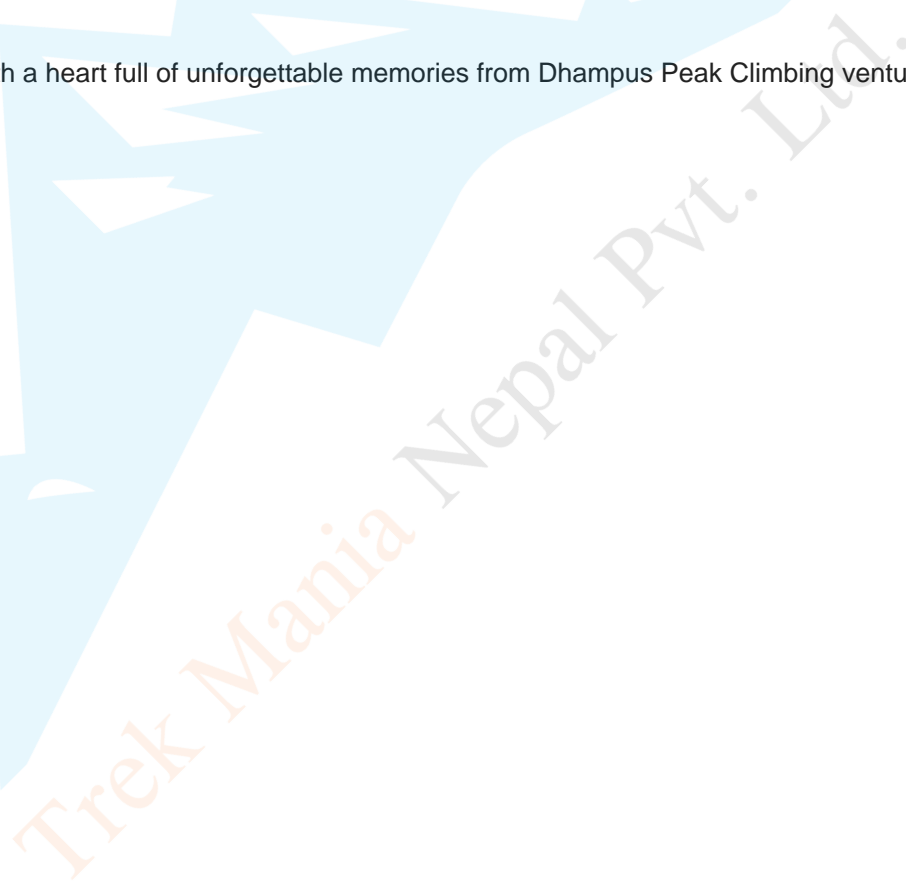 h a heart full of unforgettable memories from Dhampus Peak Climbing ventu
Trek Mania Nepal Pvt. Ltd.